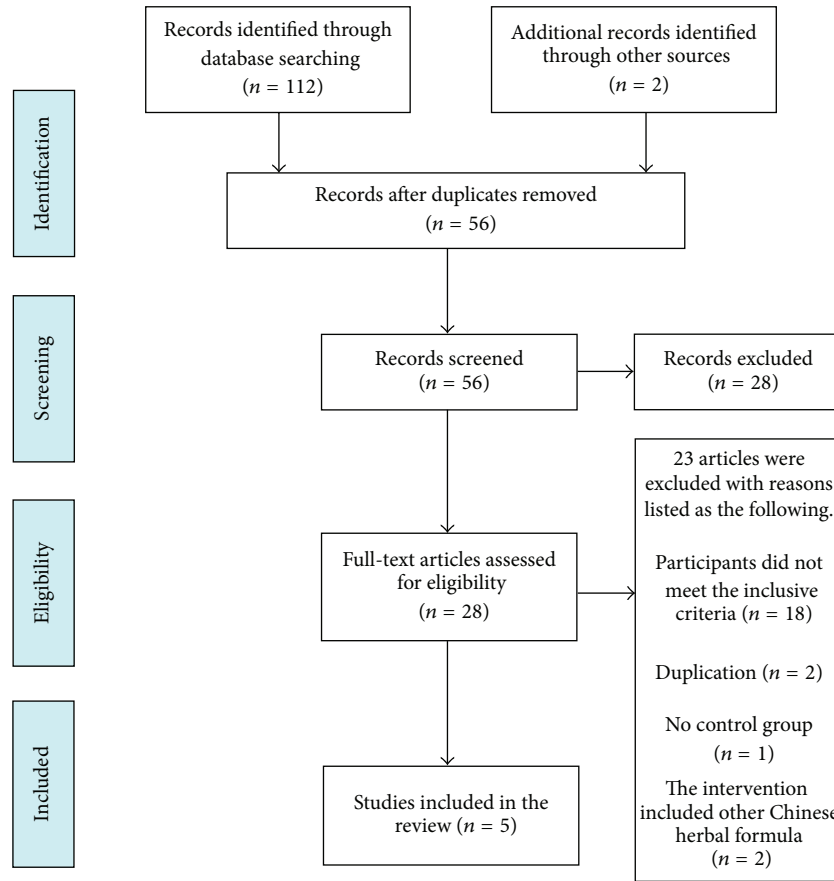 Records identified through
database searching
(n = 112)
Additional records identified
through other sources
(n = 2)
Identification
Records after duplicates removed
(n = 56)
Screening
Records screened
(n = 56)
Records excluded
(n = 28)
Eligibility
Full-text articles assessed
for eligibility
(n = 28)
23 articles were
excluded with reasons
listed as the following.
Participants did not
meet the inclusive
criteria (n = 18)
Duplication (n = 2)
No control group
(n = 1)
The intervention
included other Chinese
herbal formula
(n = 2)
Included
Studies included in the
review (n = 5)